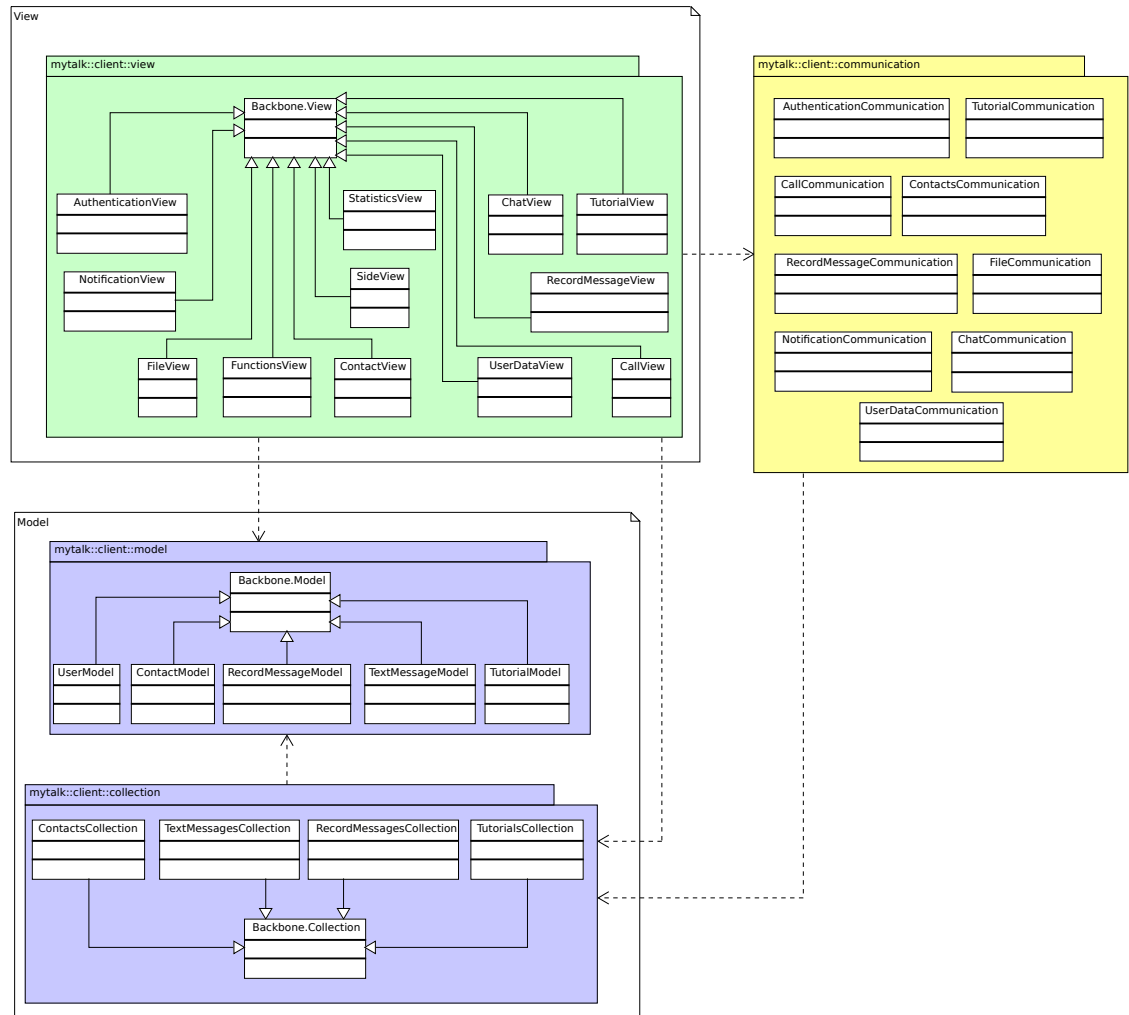 View
mytalk::client::view
Backbone.View
AuthenticationView
StatisticsView
ChatView
TutorialView
NotificationView
SideView
RecordMessageView
FileView
FunctionsView
ContactView
UserDataView
CallView
mytalk::client::communication
AuthenticationCommunication
TutorialCommunication
CallCommunication
ContactsCommunication
RecordMessageCommunication
FileCommunication
NotificationCommunication
ChatCommunication
UserDataCommunication
Model
mytalk::client::model
Backbone.Model
UserModel
ContactModel
RecordMessageModel
TextMessageModel
TutorialModel
mytalk::client::collection
ContactsCollection
TextMessagesCollection
RecordMessagesCollection
TutorialsCollection
Backbone.Collection